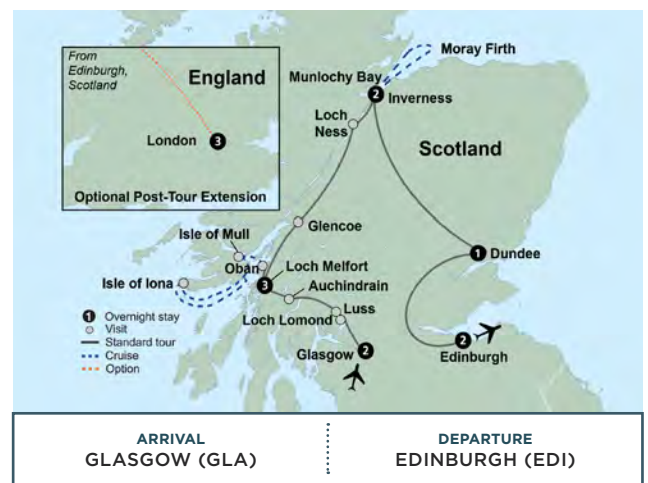 From
Edinburgh,
Scotland
England
London
3
Optional Post-Tour Extension
Moray Firth
Munlochy Bay
2
Inverness
Loch
Ness
Scotland
Glencoe
Isle of Mull
Oban
Loch Melfort
3
Isle of Iona
Auchindrain
Luss
Loch Lomond
Glasgow
2
1
Dundee
2
Edinburgh
1 Overnight stay
Visit
Standard tour
Cruise
Option
ARRIVAL
GLASGOW (GLA)
DEPARTURE
EDINBURGH (EDI)